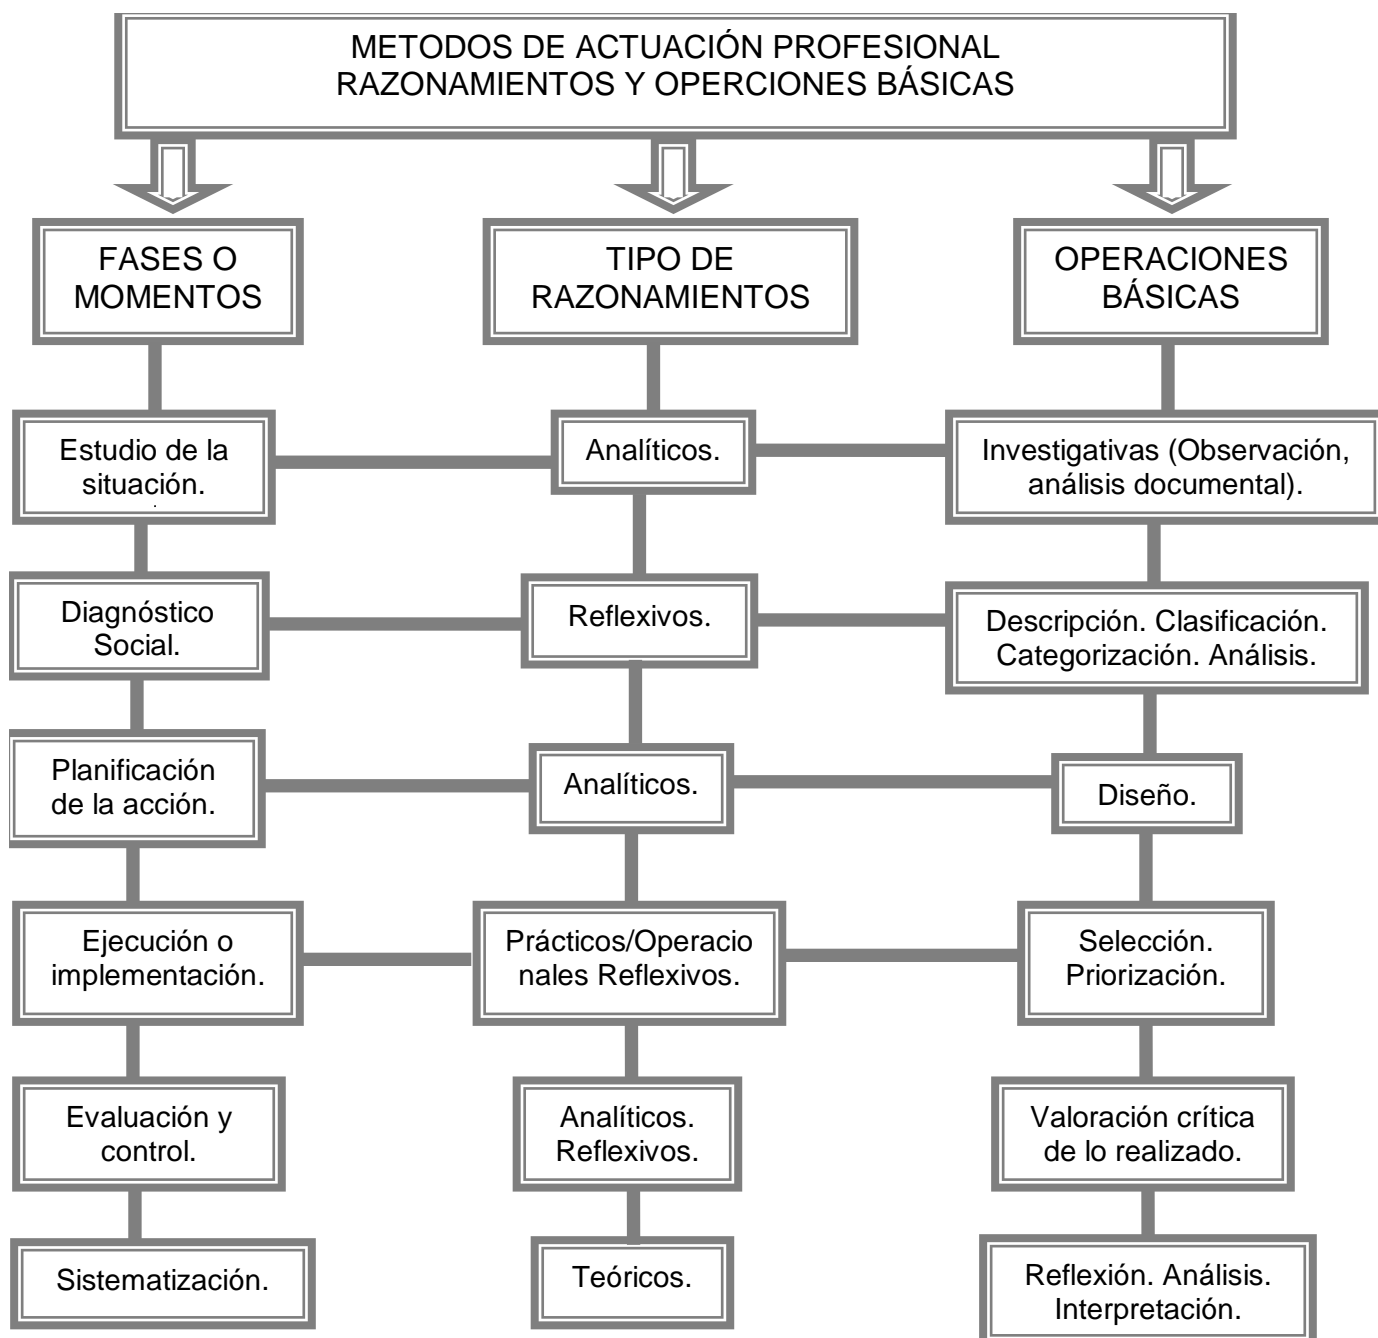 METODOS DE ACTUACIÓN PROFESIONAL
RAZONAMIENTOS Y OPERCIONES BÁSICAS
FASES O
MOMENTOS
TIPO DE
RAZONAMIENTOS
OPERACIONES
BÁSICAS
Estudio de la
situación.
.
Analíticos.
Investigativas (Observación,
análisis documental).
Diagnóstico
Social.
Reflexivos.
Descripción. Clasificación.
Categorización. Análisis.
Planificación
de la acción.
Analíticos.
Diseño.
Ejecución o
implementación.
Prácticos/Operacio
nales Reflexivos.
Selección.
Priorización.
Evaluación y
control.
Analíticos.
Reflexivos.
Valoración crítica
de lo realizado.
Sistematización.
Teóricos.
Reflexión. Análisis.
Interpretación.